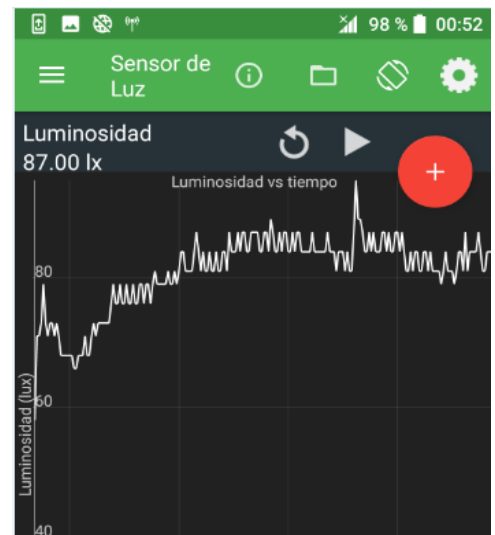 98 % 00:52
Sensor de
Luz
Luminosidad
87.00 lx
+
Luminosidad vs tiempo
80
60
Luminosidad (lux)
40